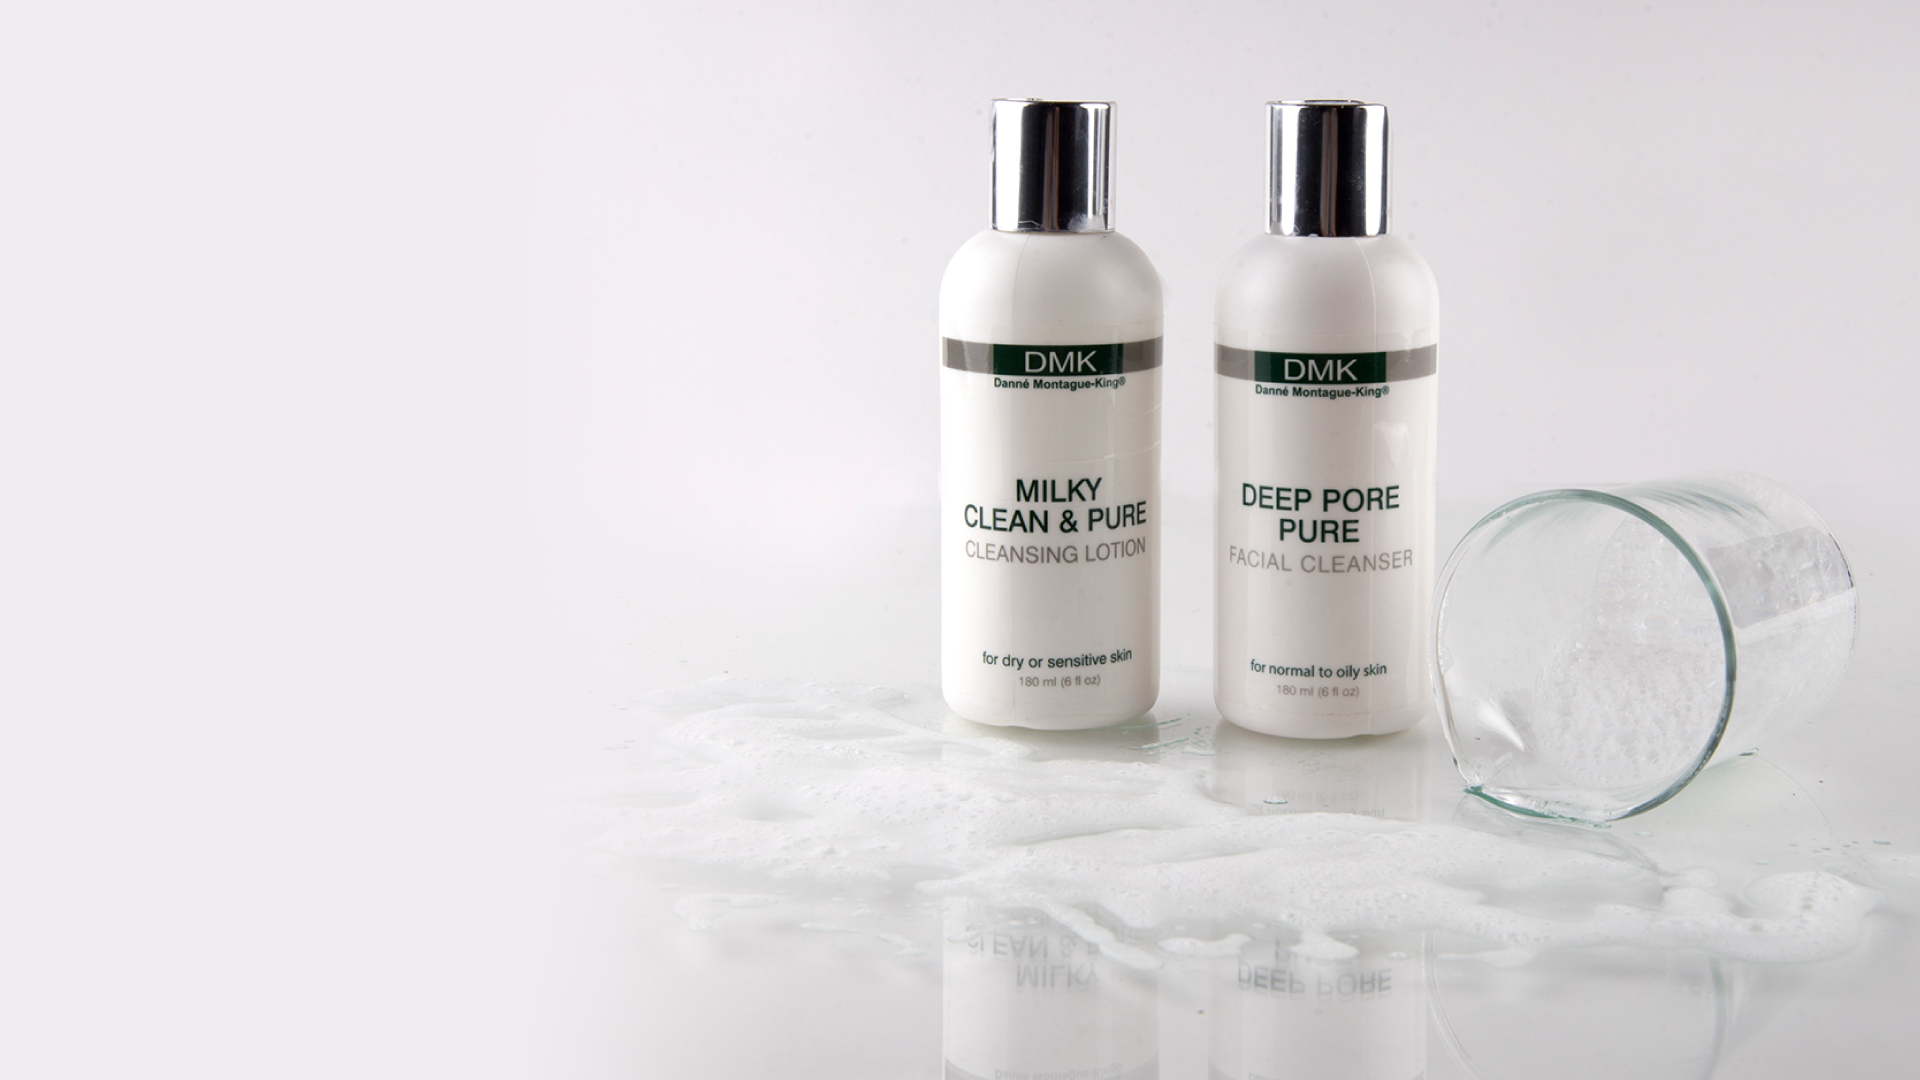 DMK
Danné Montague-King®
MILKY
CLEAN & PURE
CLEANSING LOTION
for dry or sensitive skin
180 ml (6 fl oz)
DMK
Danné Montague-King®
DEEP PORE
PURE
FACIAL CLEANSER
for normal to oily skin
180 ml (6 fl oz)